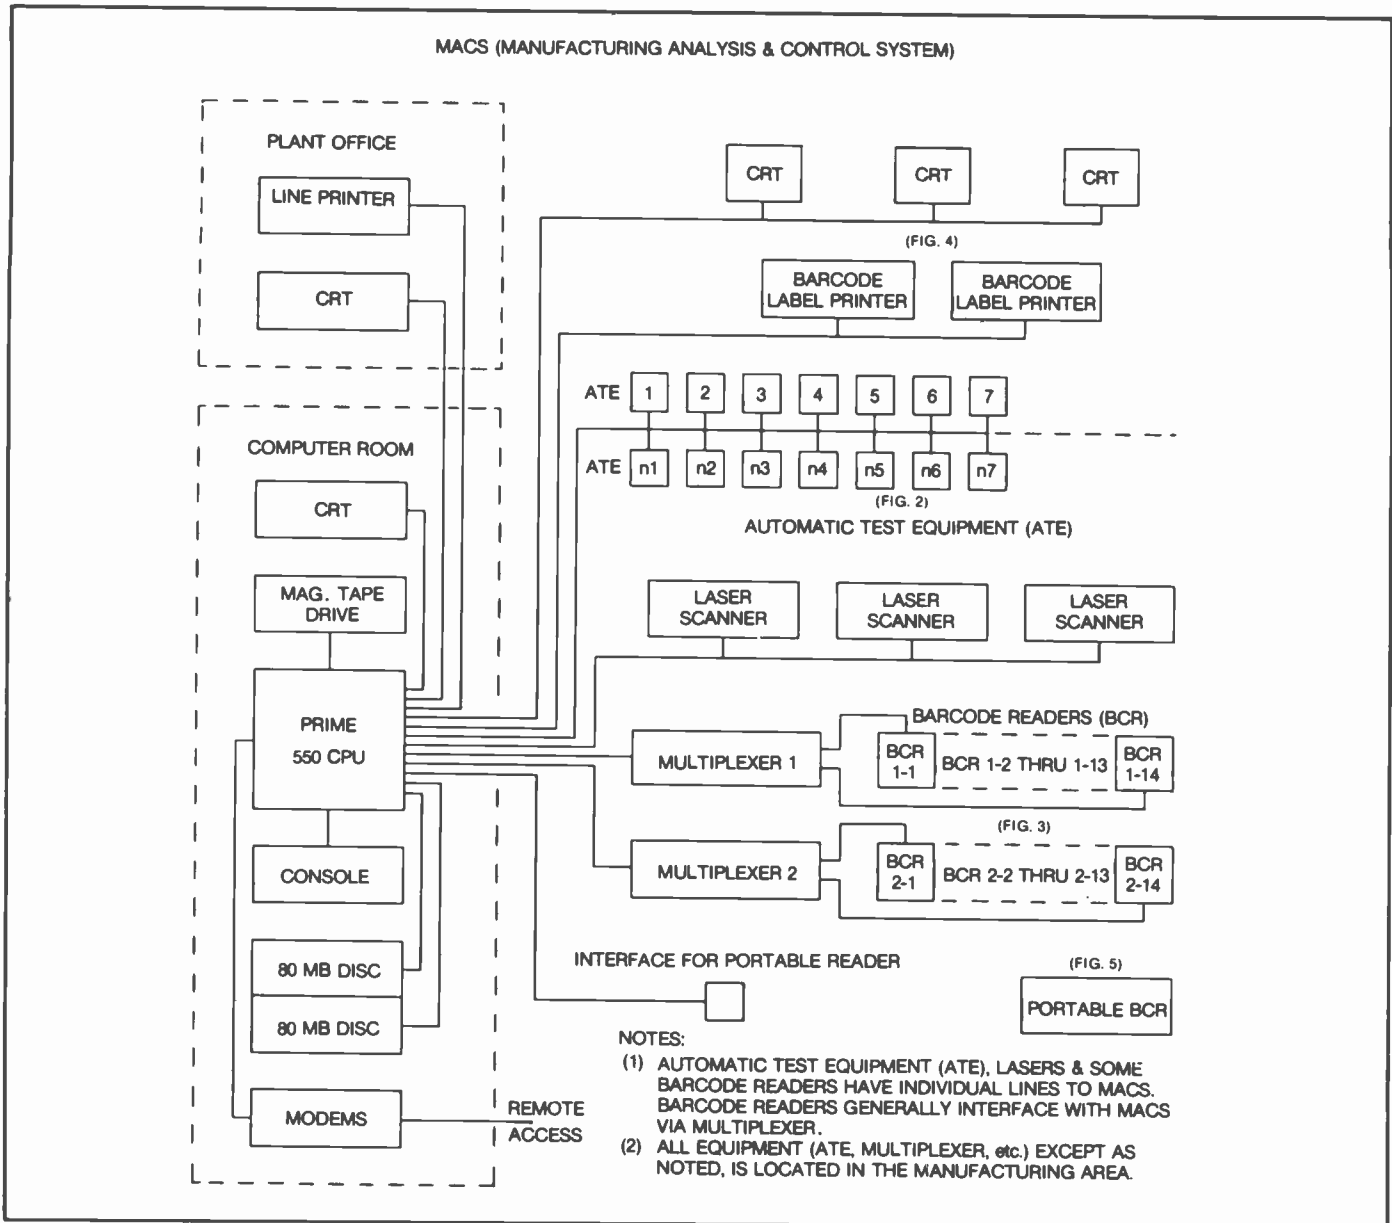 MACS (MANUFACTURING ANALYSIS & CONTROL SYSTEM)
PLANT OFFICE
LINE PRINTER
CRT
COMPUTER ROOM
CRT
MAG. TAPE
DRIVE
PRIME
550 CPU
CONSOLE
80 MB DISC
80 MB DISC
MODEMS
REMOTE
ACCESS
CRT
CRT
CRT
(FIG. 4)
BARCODE
LABEL PRINTER
BARCODE
LABEL PRINTER
ATE 1 2 3 4 5 6 7
ATE n1 n2 n3 n4 n5 n6 n7
(FIG. 2)
AUTOMATIC TEST EQUIPMENT (ATE)
LASER
SCANNER
LASER
SCANNER
LASER
SCANNER
BARCODE READERS (BCR)
MULTIPLEXER 1
BCR
1-1
BCR 1-2 THRU 1-13
BCR
1-14
(FIG. 3)
MULTIPLEXER 2
BCR
2-1
BCR 2-2 THRU 2-13
BCR
2-14
INTERFACE FOR PORTABLE READER
(FIG. 5)
PORTABLE BCR
NOTES:
(1) AUTOMATIC TEST EQUIPMENT (ATE), LASERS & SOME
BARCODE READERS HAVE INDIVIDUAL LINES TO MACS.
BARCODE READERS GENERALLY INTERFACE WITH MACS
VIA MULTIPLEXER.
(2) ALL EQUIPMENT (ATE, MULTIPLEXER, etc.) EXCEPT AS
NOTED, IS LOCATED IN THE MANUFACTURING AREA.